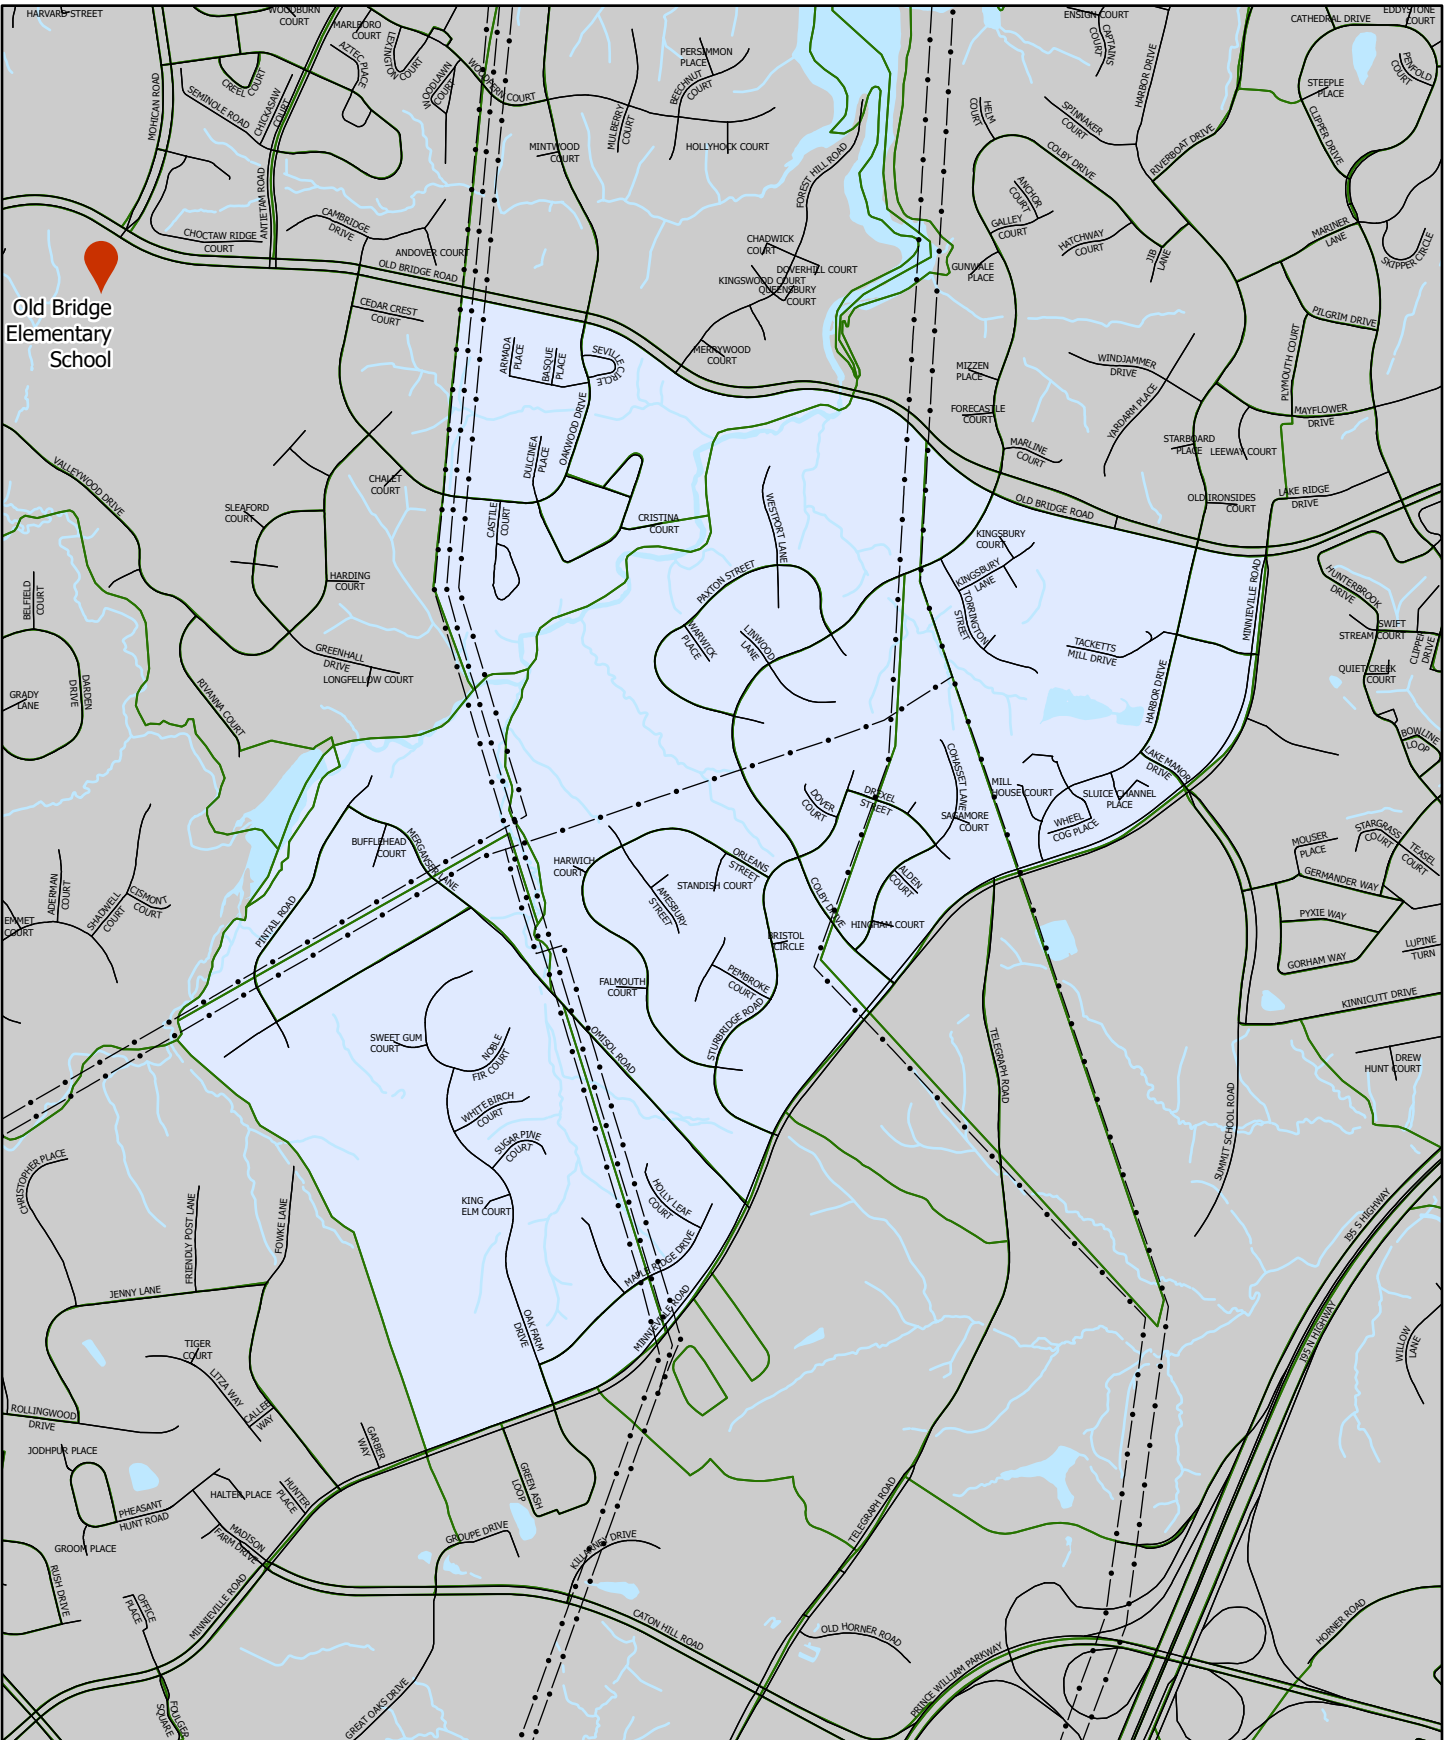 HARVARD STREET
WOODBURN
COURT
MARLBORO
COURT
LEXINGTON
COURT
AZTEC PLACE
WOODLAWN
COURT
WOODFERN COURT
PERSIMMON
PLACE
BEECHNUT
COURT
MULBERRY
COURT
HOLLYHOCK COURT
MINTWOOD
COURT
ENSIGN COURT
CAPTAINS
COURT
HARBOR DRIVE
CATHEDRAL DRIVE
EDDYSTONE
COURT
PENFOLD
COURT
STEEPLE
PLACE
CLIPPER DRIVE
MOHICAN ROAD
CREEL COURT
SEMINOLE ROAD
CHICKASAW
COURT
ANTIETAM ROAD
CHOCTAW RIDGE
COURT
CAMBRIDGE
DRIVE
ANDOVER COURT
OLD BRIDGE ROAD
FOREST HILL ROAD
CHADWICK
COURT
DOVERHILL COURT
KINGSWOOD COURT
QUEENSBURY
COURT
MERRYWOOD
COURT
HELM
COURT
SPINNAKER
COURT
COLBY DRIVE
RIVERBOAT DRIVE
ANCHOR
COURT
GALLEY
COURT
HATCHWAY
COURT
JIB
LANE
GUNWALE
PLACE
MARINER
LANE
SKIPPER CIRCLE
PILGRIM DRIVE
PLYMOUTH COURT
MAYFLOWER
DRIVE
Old Bridge
Elementary
School
CEDAR CREST
COURT
ARMADA
PLACE
BASQUE
PLACE
SEVILLE
CIRCLE
OAKWOOD DRIVE
DULCINEA
PLACE
CASTILE
COURT
CRISTINA
COURT
MIZZEN
PLACE
FORECASTLE
COURT
MARLINE
COURT
WINDJAMMER
DRIVE
YARDARM PLACE
STARBOARD
PLACE
LEEWAY COURT
OLD IRONSIDES
COURT
LAKE RIDGE
DRIVE
OLD BRIDGE ROAD
VALLEYWOOD DRIVE
CHALET
COURT
SLEAFORD
COURT
HARDING
COURT
BELFIELD
COURT
GREENHALL
DRIVE
LONGFELLOW COURT
RIVANNA COURT
GRADY
LANE
DARDEN
DRIVE
WESTPORT LANE
PAXTON STREET
WARWICK
PLACE
LINWOOD
LANE
KINGSBURY
COURT
KINGSBURY
LANE
TORRINGTON
STREET
TACKETTS
MILL DRIVE
MINNIEVILLE ROAD
HARBOR DRIVE
LAKE MANOR
DRIVE
HUNTERBROOK
DRIVE
SWIFT
STREAM COURT
CLIPPER
DRIVE
QUIET CREEK
COURT
BOWLINE
LOOP
COHASSET LANE
MILL
HOUSE COURT
SLUICE CHANNEL
PLACE
WHEEL
COG PLACE
SAGAMORE
COURT
DREXEL
STREET
DOVER
COURT
ALDEN
COURT
HINGHAM COURT
COLBY DRIVE
BUFFLEHEAD
COURT
MERGANSER LANE
PINTAIL ROAD
HARWICH
COURT
ORLEANS
STREET
STANDISH COURT
AMESBURY
STREET
BRISTOL
CIRCLE
FALMOUTH
COURT
PEMBROKE
COURT
STURBRIDGE ROAD
OMISOL ROAD
MOUSER
PLACE
STARGRASS
COURT
TEASEL
COURT
GERMANDER WAY
PYXIE WAY
GORHAM WAY
LUPINE
TURN
KINNICUTT DRIVE
DREW
HUNT COURT
ADERMAN
COURT
SHADWELL
COURT
CISMONT
COURT
EMMET
COURT
SWEET GUM
COURT
NOBLE
FIR COURT
WHITE BIRCH
COURT
SUGAR PINE
COURT
KING
ELM COURT
HOLLY LEAF
COURT
MAPLE RIDGE DRIVE
MINNIEVILLE ROAD
OAK FARM
DRIVE
TELEGRAPH ROAD
SUMMIT SCHOOL ROAD
I95 S HIGHWAY
I95 N HIGHWAY
WILLOW
LANE
CHRISTOPHER PLACE
FRIENDLY POST LANE
FOWKE LANE
JENNY LANE
TIGER
COURT
LITZA WAY
CALLEE
WAY
ROLLINGWOOD
DRIVE
JODHPUR PLACE
PHEASANT
HUNT ROAD
GROOM PLACE
HALTER PLACE
HUNTER
PLACE
GARBER
WAY
MADISON
FARM DRIVE
RUSH DRIVE
OFFICE
PLACE
MINNIEVILLE ROAD
FOULGER
SQUARE
GREEN ASH
LOOP
GROUPE DRIVE
KILLARNEY DRIVE
CATON HILL ROAD
GREAT OAKS DRIVE
TELEGRAPH ROAD
OLD HORNER ROAD
PRINCE WILLIAM PARKWAY
HORNER ROAD